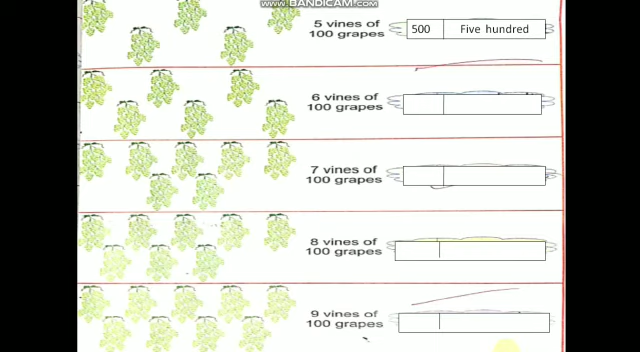 www.BANDICAM.com
5 vines of
100 grapes
500 Five hundred
6 vines of
100 grapes
7 vines of
100 grapes
8 vines of
100 grapes
9 vines of
100 grapes